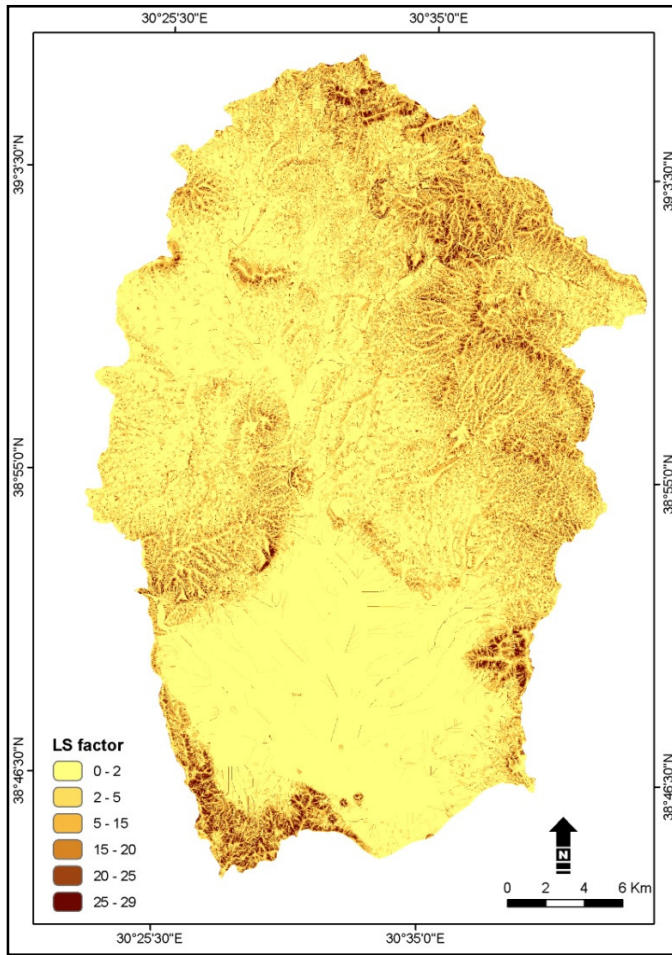 30°25'30"E 30°35'0"E
39°3'30"N 39°3'30"N
38°55'0"N 38°55'0"N
38°46'30"N 38°46'30"N
LS factor
0 - 2
2 - 5
5 - 15
15 - 20
20 - 25
25 - 29
N
0 2 4 6 Km
30°25'30"E 30°35'0"E